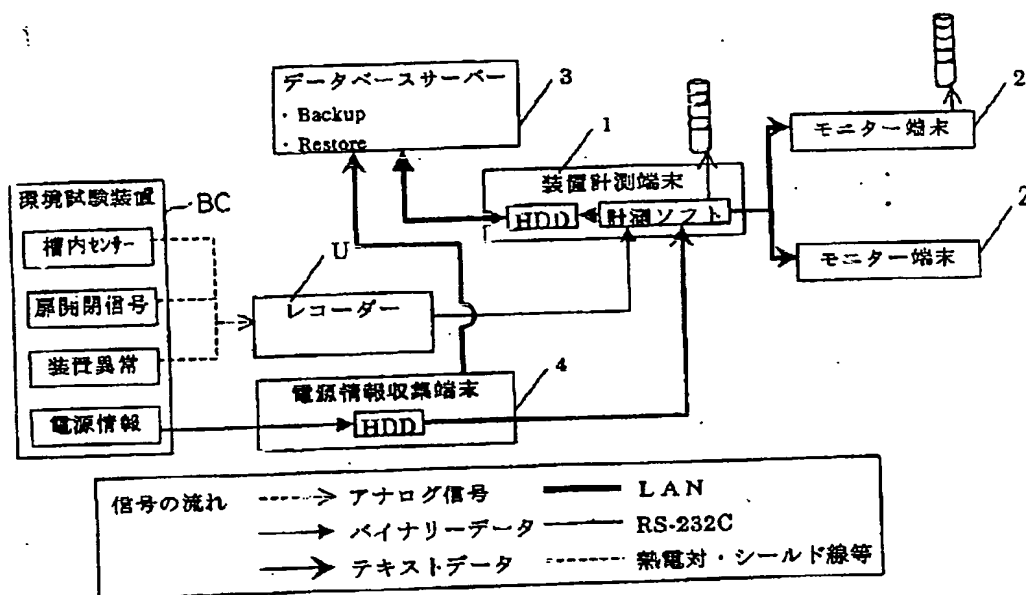 データベースサーバー
・Backup
・Restore
3
1
2
モニター端末
装置計測端末
HDD
計測ソフト
2
モニター端末
環境試験装置
BC
槽内センサー
扉開閉信号
装置異常
電源情報
U
レコーダー
電源情報収集端末
4
HDD
信号の流れ
アナログ信号
LAN
バイナリーデータ
RS-232C
テキストデータ
熱電対・シールド線等